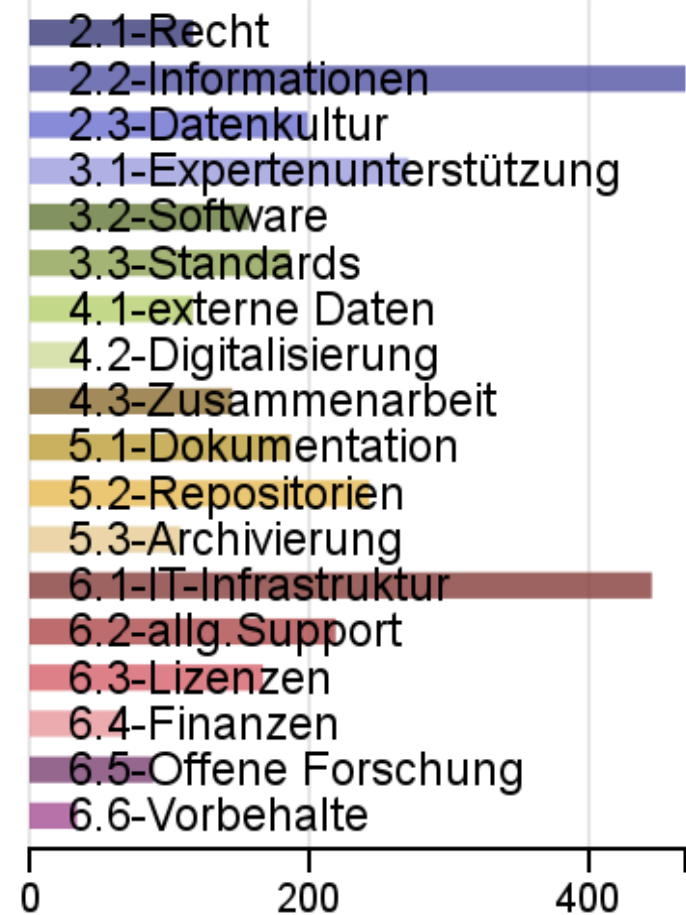 2.1-Recht
2.2-Informationen
2.3-Datenkultur
3.1-Expertenunterstützung
3.2-Software
3.3-Standards
4.1-externe Daten
4.2-Digitalisierung
4.3-Zusammenarbeit
5.1-Dokumentation
5.2-Repositorien
5.3-Archivierung
6.1-IT-Infrastruktur
6.2-allg.Support
6.3-Lizenzen
6.4-Finanzen
6.5-Offene Forschung
6.6-Vorbehalte
0 200 400